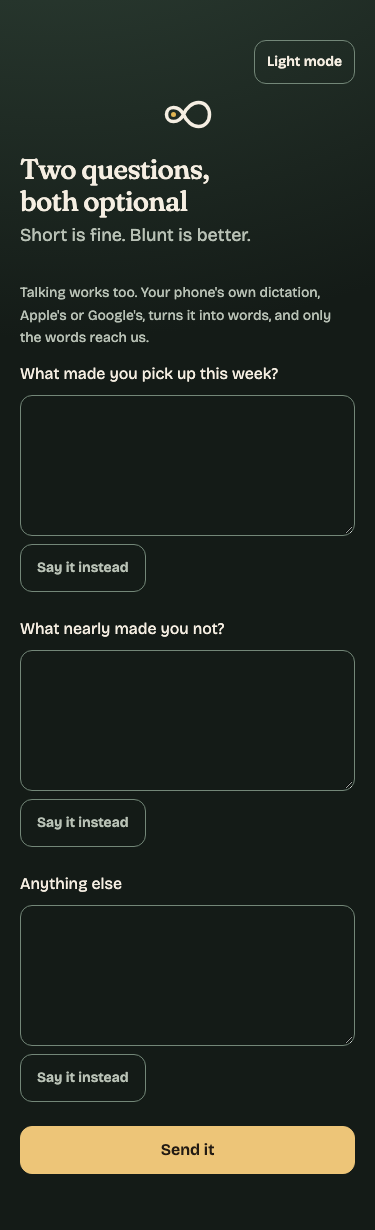 Light mode
Two questions,
both optional
Short is fine. Blunt is better.
Talking works too. Your phone's own dictation,
Apple's or Google's, turns it into words, and only
the words reach us.
What made you pick up this week?
Say it instead
What nearly made you not?
Say it instead
Anything else
Say it instead
Send it